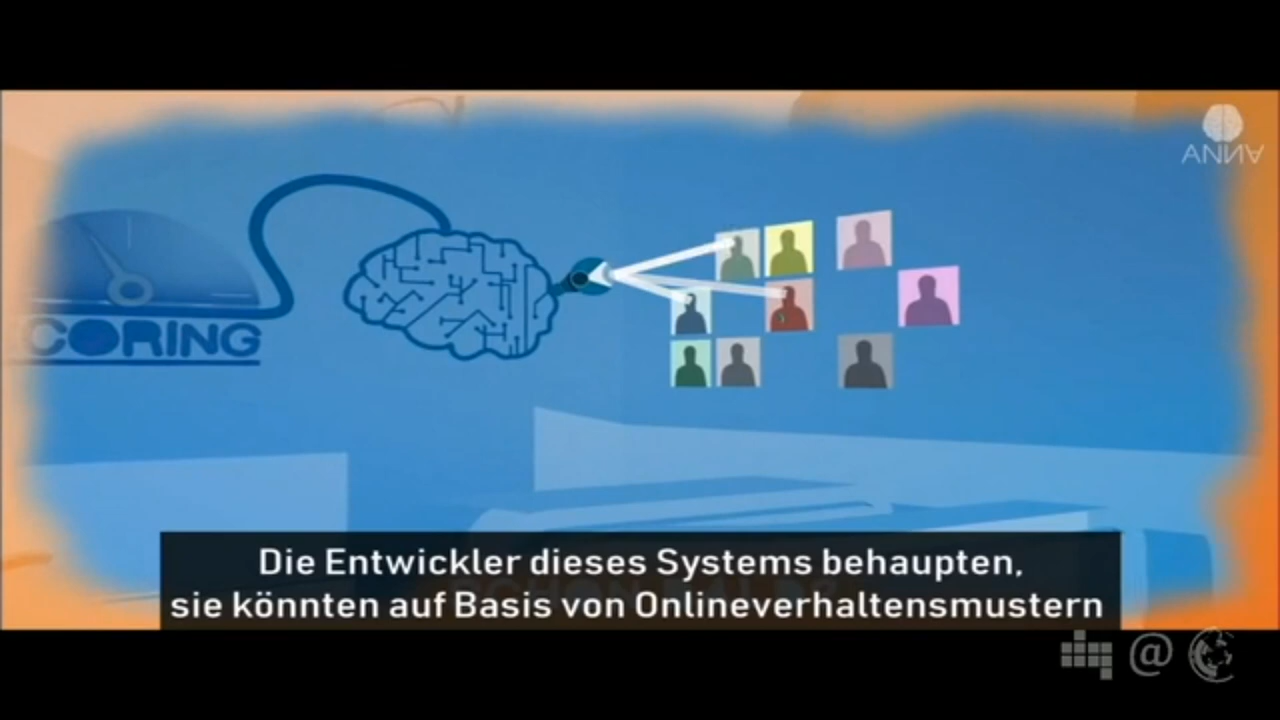 ANNA
CORING
Die Entwickler dieses Systems behaupten,
sie könnten auf Basis von Onlineverhaltensmustern
@